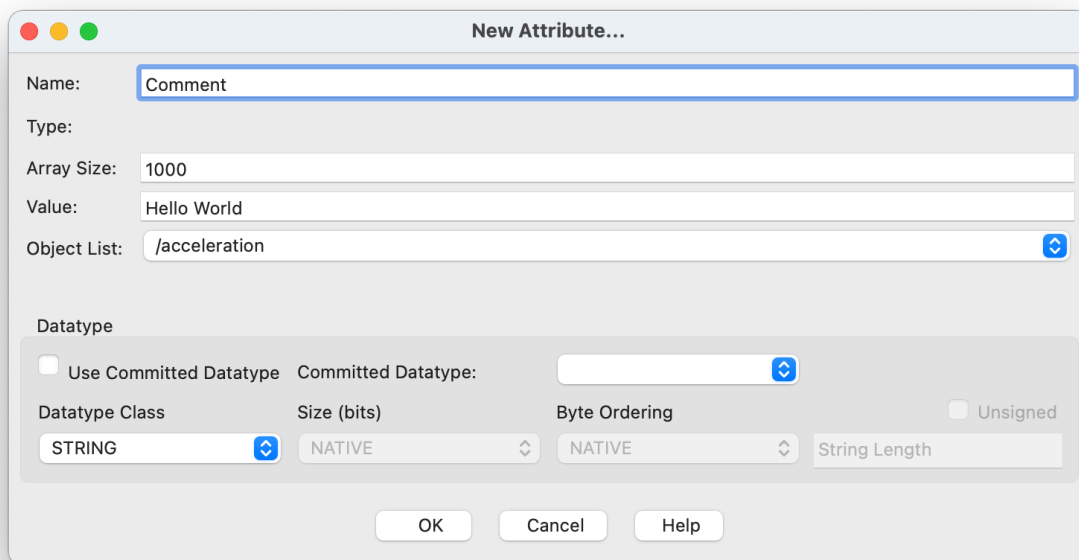 New Attribute...
Name: Comment
Type:
Array Size: 1000
Value: Hello World
Object List: /acceleration
Datatype
Use Committed Datatype Committed Datatype:
Datatype Class Size (bits) Byte Ordering Unsigned
STRING NATIVE NATIVE String Length
OK Cancel Help